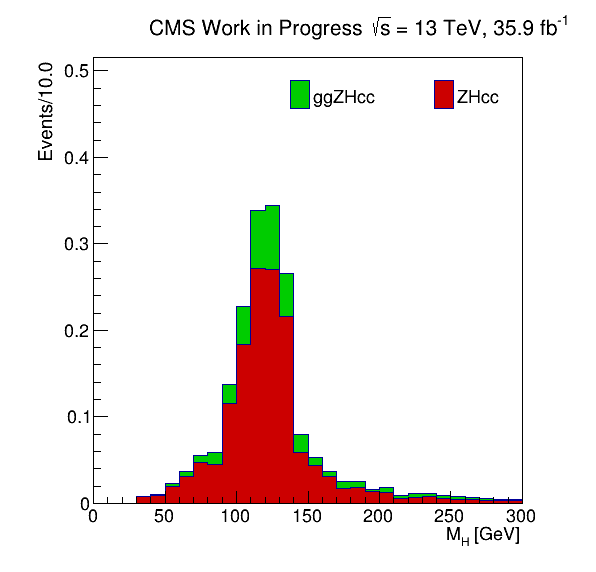 CMS Work in Progress √s = 13 TeV, 35.9 fb⁻¹
Events/10.0
ggZHcc
ZHcc
0.5
0.4
0.3
0.2
0.1
0
0 50 100 150 200 250 300
M_H [GeV]